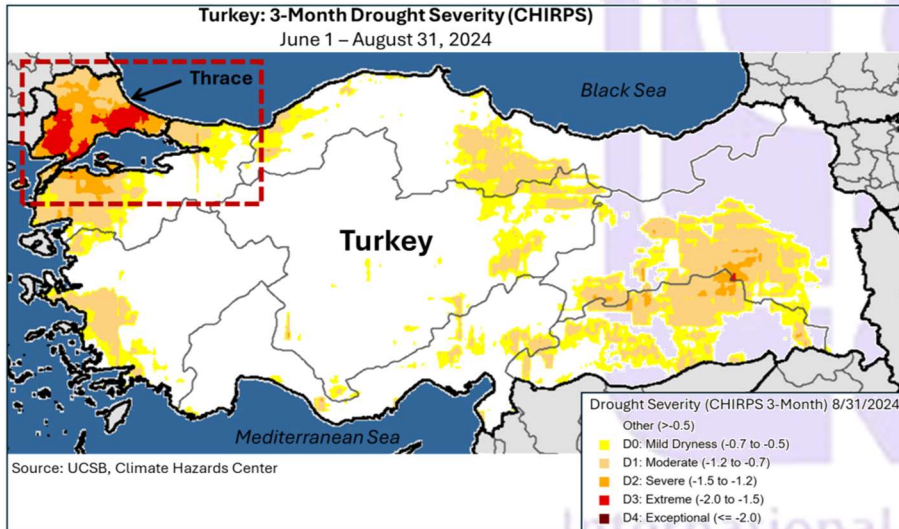 Turkey: 3-Month Drought Severity (CHIRPS)
June 1 – August 31, 2024
Thrace
Black Sea
Turkey
Mediterranean Sea
Drought Severity (CHIRPS 3-Month) 8/31/2024
Other (>-0.5)
D0: Mild Dryness (-0.7 to -0.5)
D1: Moderate (-1.2 to -0.7)
D2: Severe (-1.5 to -1.2)
D3: Extreme (-2.0 to -1.5)
D4: Exceptional (<= -2.0)
Source: UCSB, Climate Hazards Center